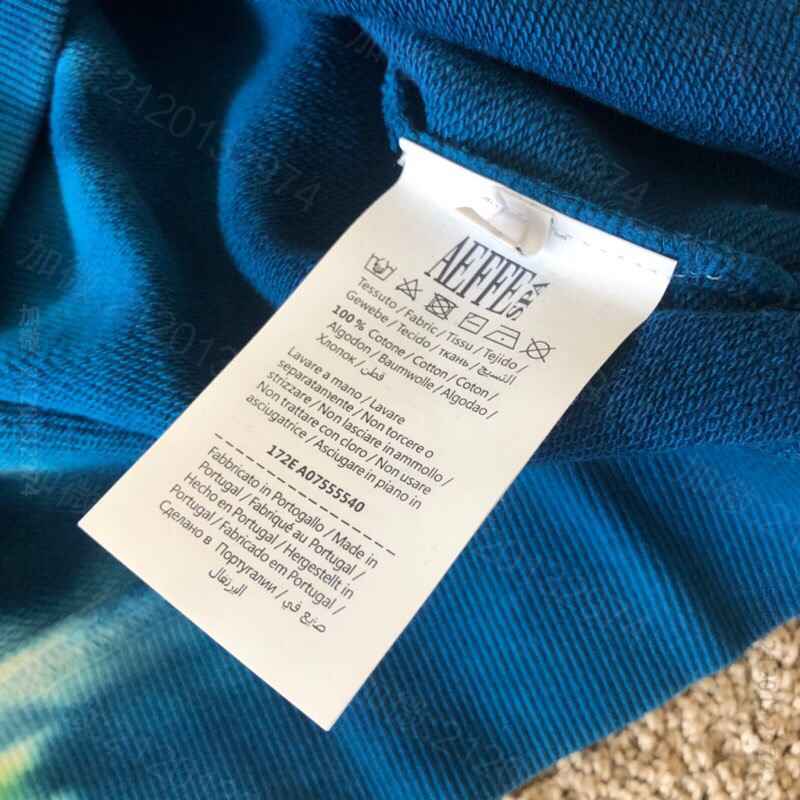 AEFFE
SPA
Tessuto / Fabric / Tissu / Tejido /
Gewebe / Tecido / ткань / النسيج
100 % Cotone / Cotton / Coton /
Algodon / Baumwolle / Algodao /
Хлопок / قطن
Lavare a mano / Lavare
separatamente / Non torcere o
strizzare / Non lasciare in ammollo /
Non trattare con cloro / Non usare
asciugatrice / Asciugare in piano in
172E A07555540
Fabbricato in Portogallo / Made in
Portugal / Fabriqué au Portugal /
Hecho en Portugal / Hergestellt in
Portugal / Fabricado em Portugal /
Сделано в Португалии / صنع في
البرتغال